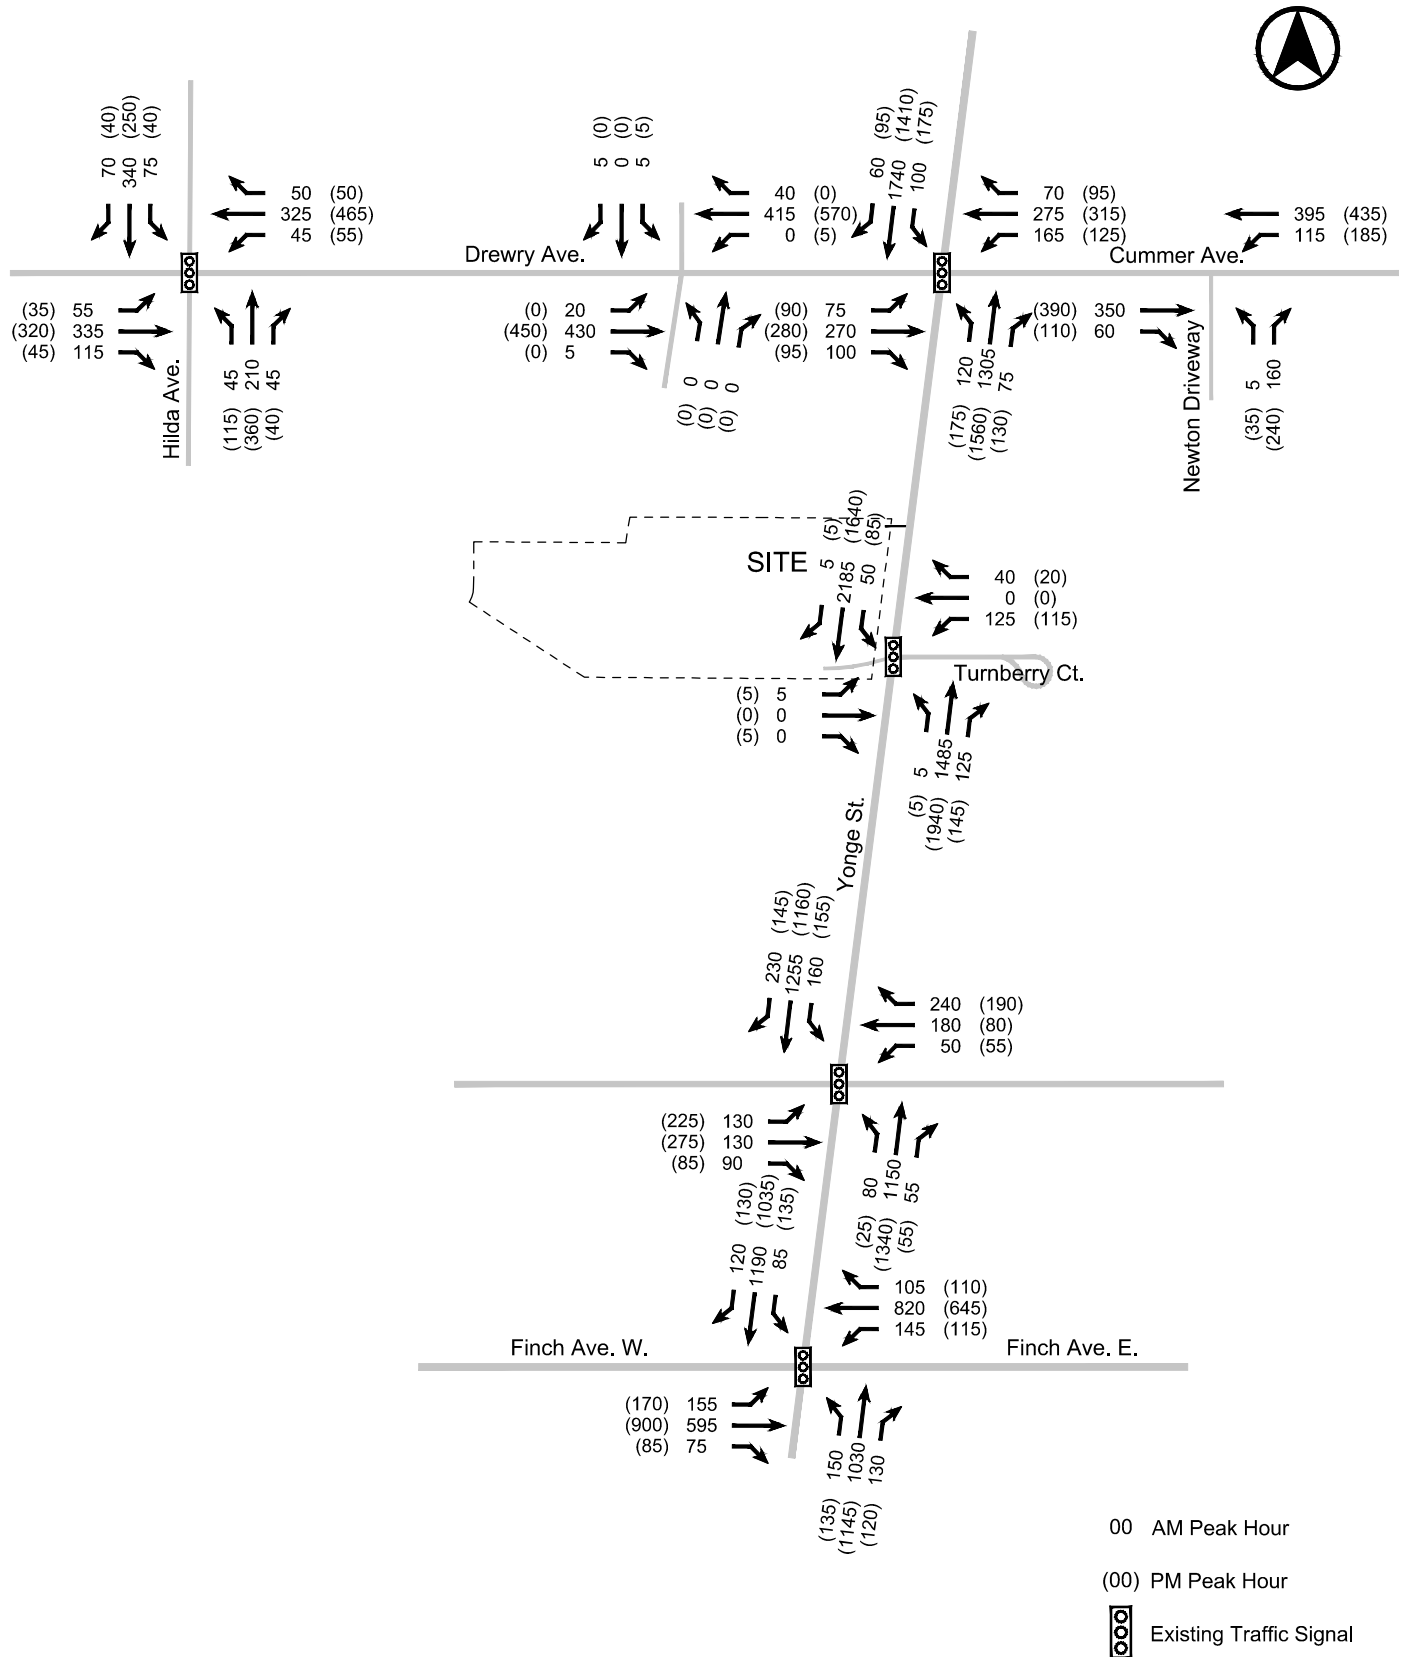 (40) (250) (40)
70 340 75
50 (50)
325 (465)
45 (55)
(35) 55
(320) 335
(45) 115
45 210 45
(115) (360) (40)
Hilda Ave.
Drewry Ave.
(0) (0) (5)
5 0 5
40 (0)
415 (570)
0 (5)
(0) 20
(450) 430
(0) 5
0 0 0
(0) (0) (0)
(95) (1410) (175)
60 1740 100
70 (95)
275 (315)
165 (125)
(90) 75
(280) 270
(95) 100
120 1305 75
(175) (1560) (130)
Cummer Ave.
395 (435)
115 (185)
(390) 350
(110) 60
Newton Driveway
5 160
(35) (240)
SITE
(5) (1640) (85)
5 2185 50
40 (20)
0 (0)
125 (115)
Turnberry Ct.
(5) 5
(0) 0
(5) 0
5 1485 125
(5) (1940) (145)
Yonge St.
(145) (1160) (155)
230 1255 160
240 (190)
180 (80)
50 (55)
(225) 130
(275) 130
(85) 90
80 1150 55
(25) (1340) (55)
(130) (1035) (135)
120 1190 85
105 (110)
820 (645)
145 (115)
Finch Ave. W.
Finch Ave. E.
(170) 155
(900) 595
(85) 75
150 1030 130
(135) (1145) (120)
00 AM Peak Hour
(00) PM Peak Hour
Existing Traffic Signal